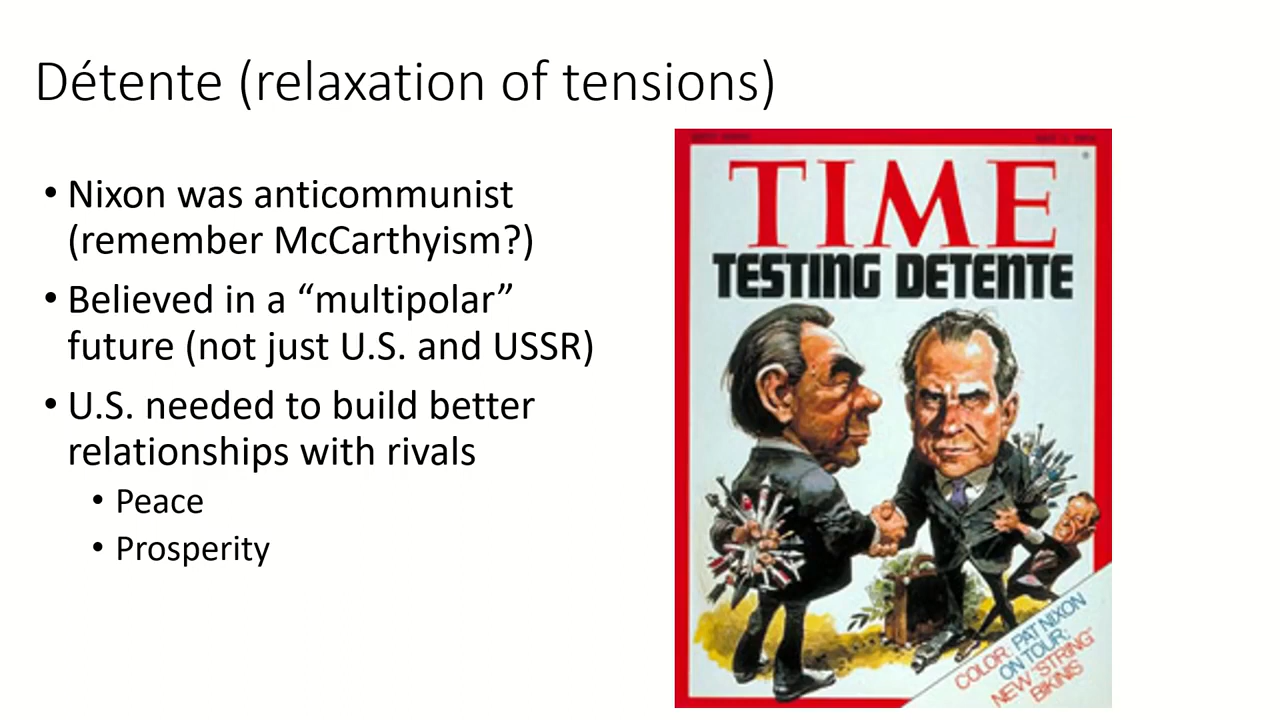 Détente (relaxation of tensions)
• Nixon was anticommunist
(remember McCarthyism?)
• Believed in a “multipolar”
future (not just U.S. and USSR)
• U.S. needed to build better
relationships with rivals
• Peace
• Prosperity
TIME
®
TESTING DETENTE
COLOR: PAT NIXON
ON TOUR;
NEW "STRING"
BIKINIS